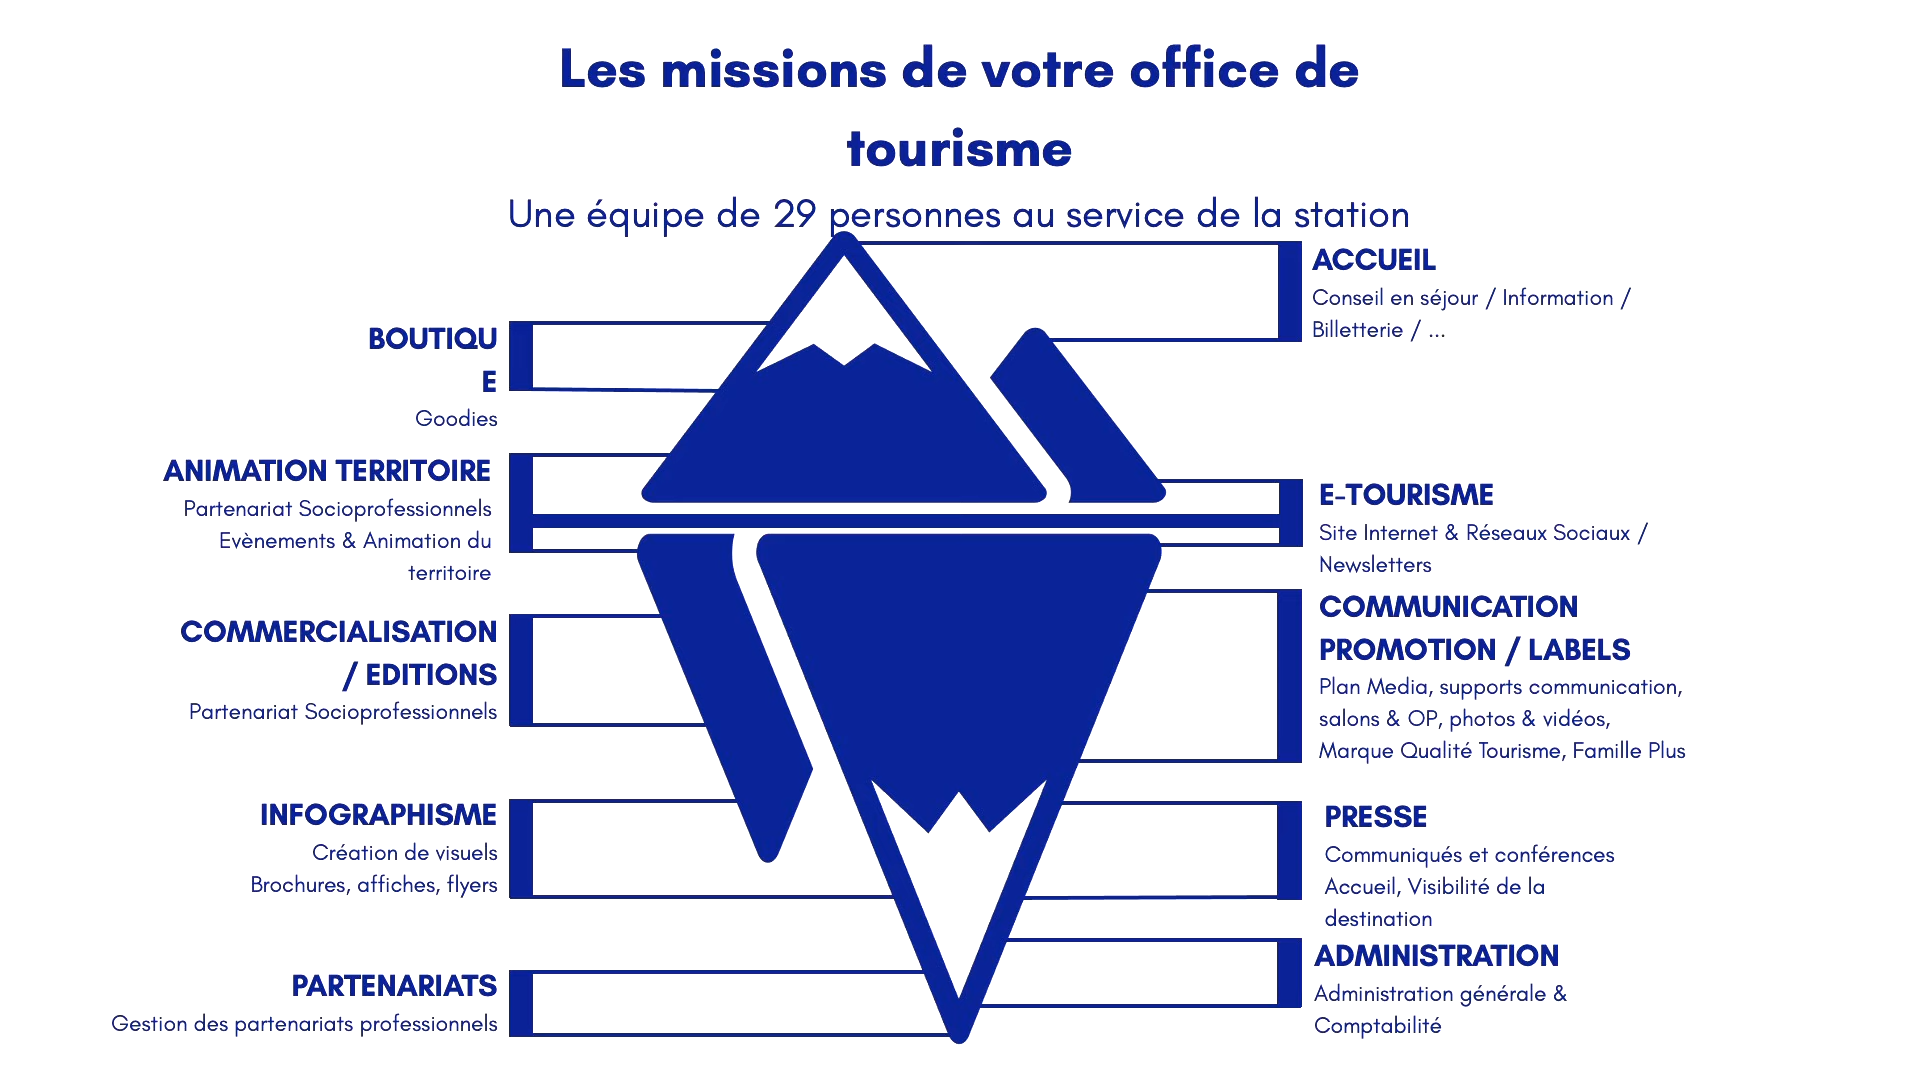 Les missions de votre office de
tourisme
Une équipe de 29 personnes au service de la station
BOUTIQU
E
Goodies
ANIMATION TERRITOIRE
Partenariat Socioprofessionnels
Evènements & Animation du
territoire
COMMERCIALISATION
/ EDITIONS
Partenariat Socioprofessionnels
INFOGRAPHISME
Création de visuels
Brochures, affiches, flyers
PARTENARIATS
Gestion des partenariats professionnels
ACCUEIL
Conseil en séjour / Information /
Billetterie / ...
E-TOURISME
Site Internet & Réseaux Sociaux /
Newsletters
COMMUNICATION
PROMOTION / LABELS
Plan Media, supports communication,
salons & OP, photos & vidéos,
Marque Qualité Tourisme, Famille Plus
PRESSE
Communiqués et conférences
Accueil, Visibilité de la
destination
ADMINISTRATION
Administration générale &
Comptabilité